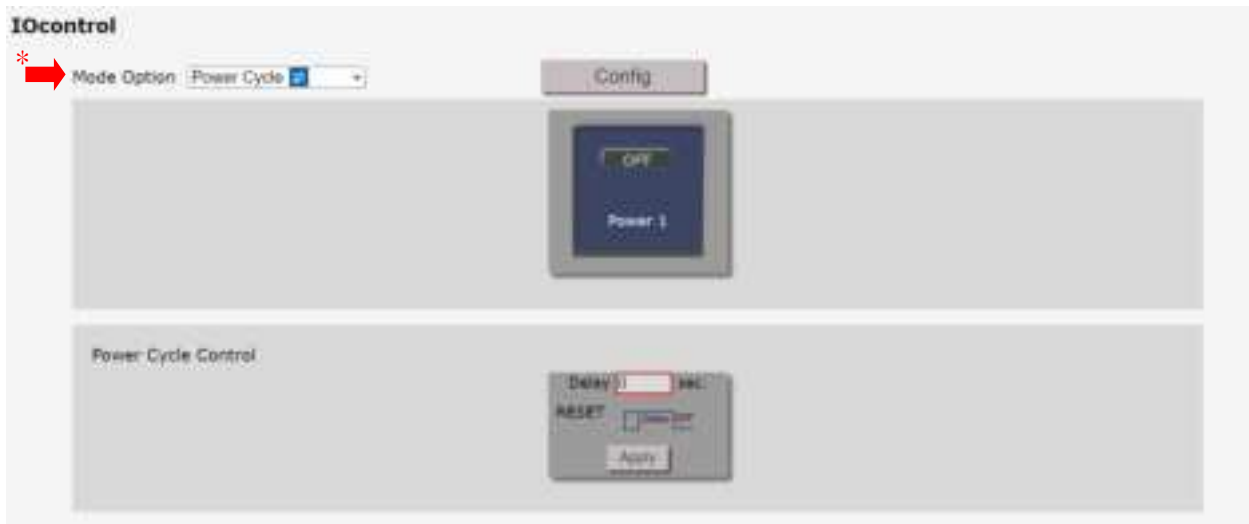 IOcontrol
*
Mode Option Power Cycle Config
OFF
Power 1
Power Cycle Control
Delay sec.
RESET
Apply